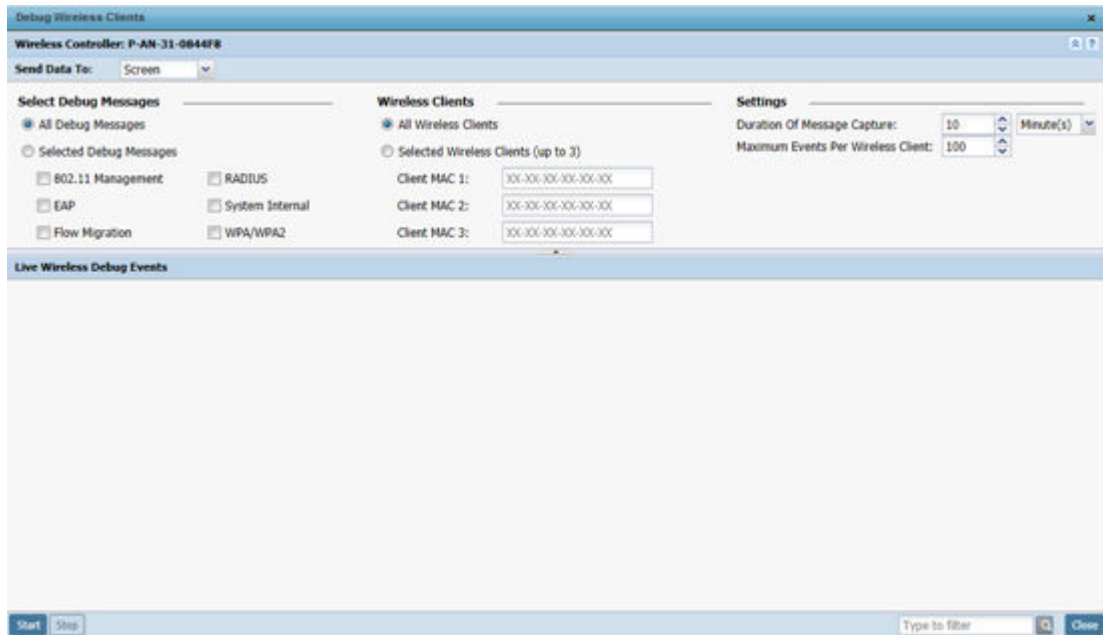 Debug Wireless Clients
Wireless Controller: P-AN-31-0844F8
Send Data To: Screen
Select Debug Messages Wireless Clients Settings
All Debug Messages All Wireless Clients Duration Of Message Capture: 10 Minute(s)
Selected Debug Messages Selected Wireless Clients (up to 3) Maximum Events Per Wireless Client: 100
802.11 Management RADIUS Client MAC 1: XX-XX-XX-XX-XX-XX
EAP System Internal Client MAC 2: XX-XX-XX-XX-XX-XX
Flow Migration WPA/WPA2 Client MAC 3: XX-XX-XX-XX-XX-XX
Live Wireless Debug Events
Start Stop Type to filter Close